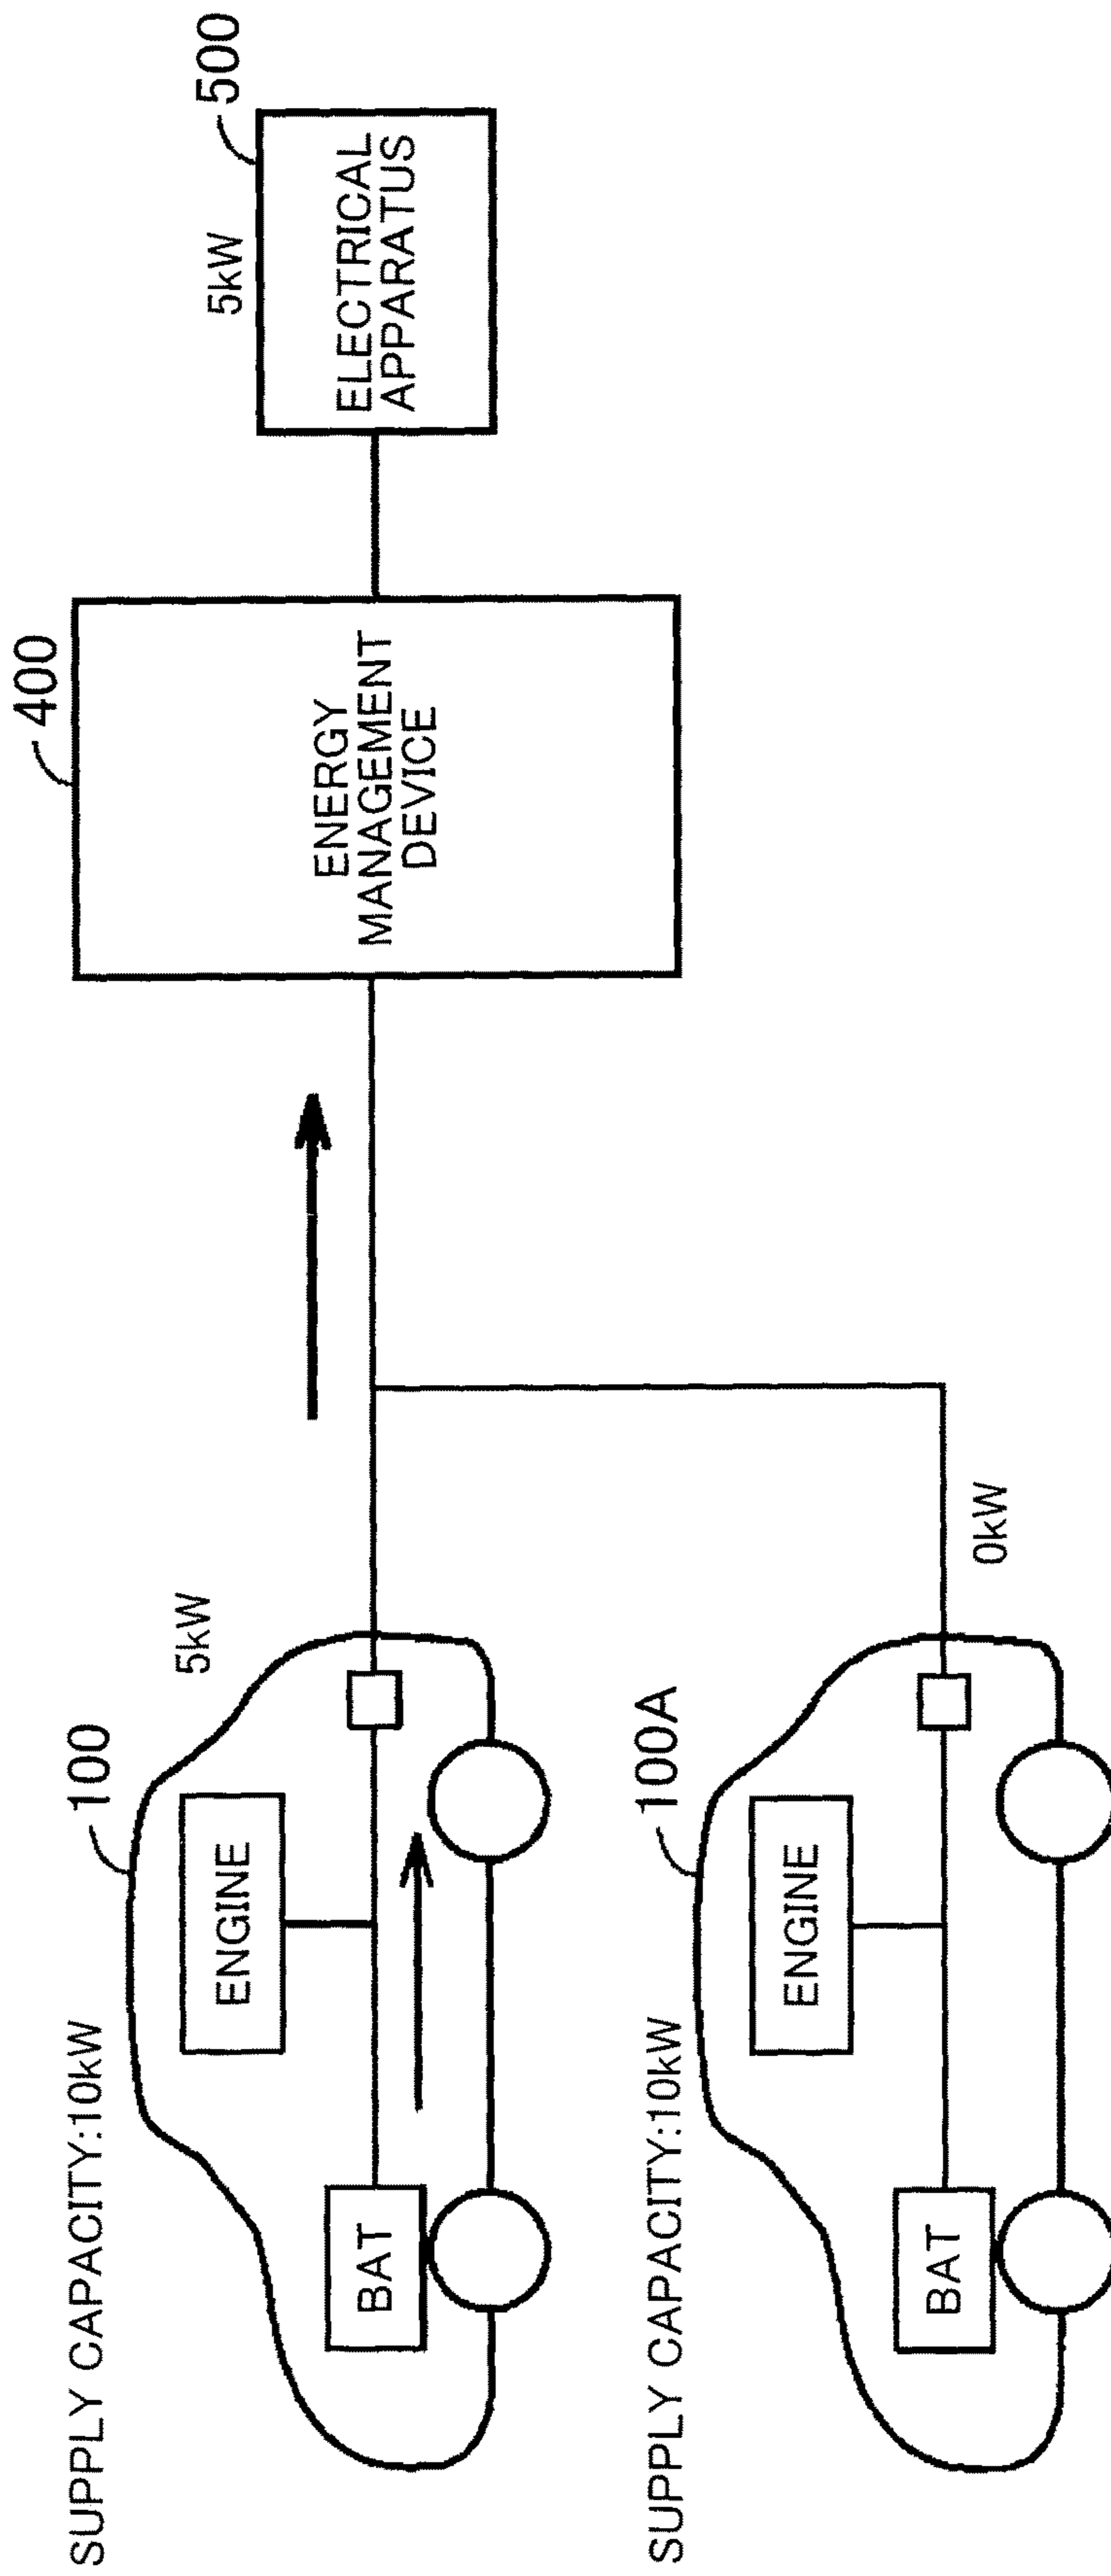 SUPPLY CAPACITY:10kW
100
5kW
ENGINE
BAT
400
ENERGY
MANAGEMENT
DEVICE
500
5kW
ELECTRICAL
APPARATUS
SUPPLY CAPACITY:10kW
100A
ENGINE
BAT
0kW